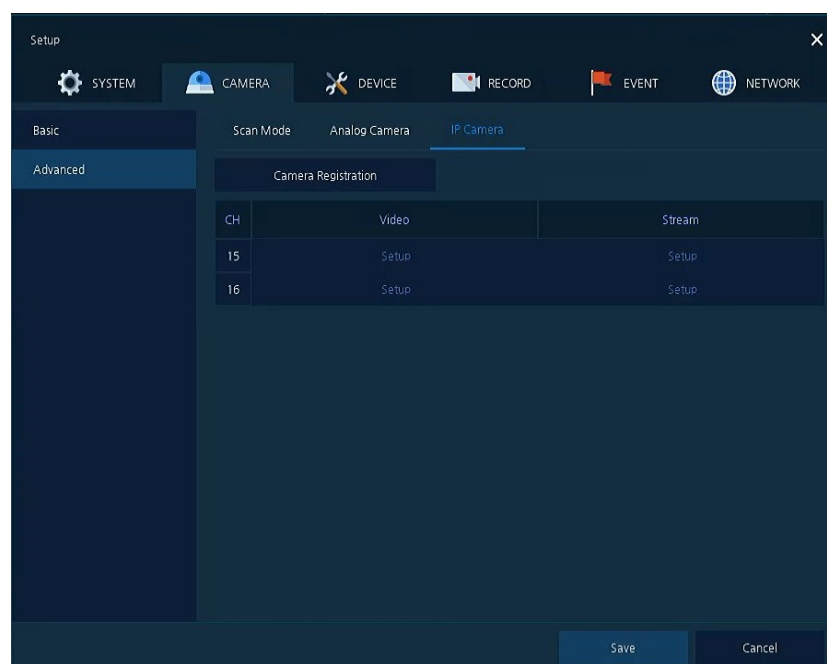 Setup
SYSTEM CAMERA DEVICE RECORD EVENT NETWORK
Basic Scan Mode Analog Camera IP Camera
Advanced Camera Registration
CH Video Stream
15 Setup Setup
16 Setup Setup
Save Cancel